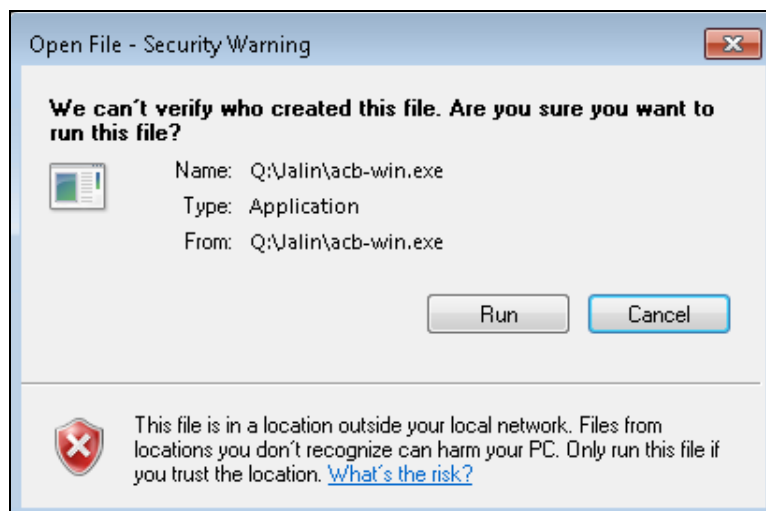 Open File - Security Warning
We can´t verify who created this file. Are you sure you want to
run this file?
Name: Q:\Jalin\acb-win.exe
Type: Application
From: Q:\Jalin\acb-win.exe
Run Cancel
This file is in a location outside your local network. Files from
locations you don´t recognize can harm your PC. Only run this file if
you trust the location. What´s the risk?